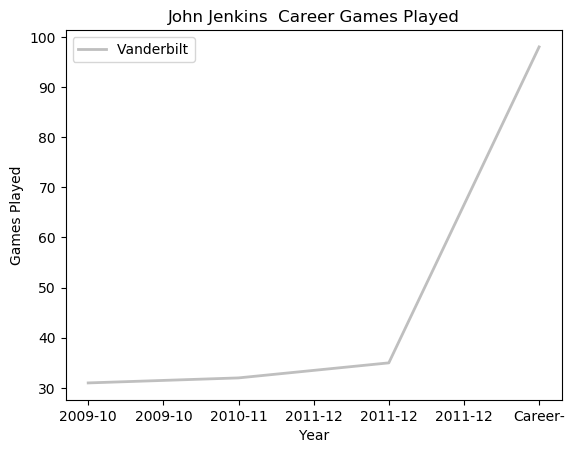 John Jenkins  Career Games Played
Vanderbilt
Games Played
100
90
80
70
60
50
40
30
2009-10 2009-10 2010-11 2011-12 2011-12 2011-12 Career-
Year